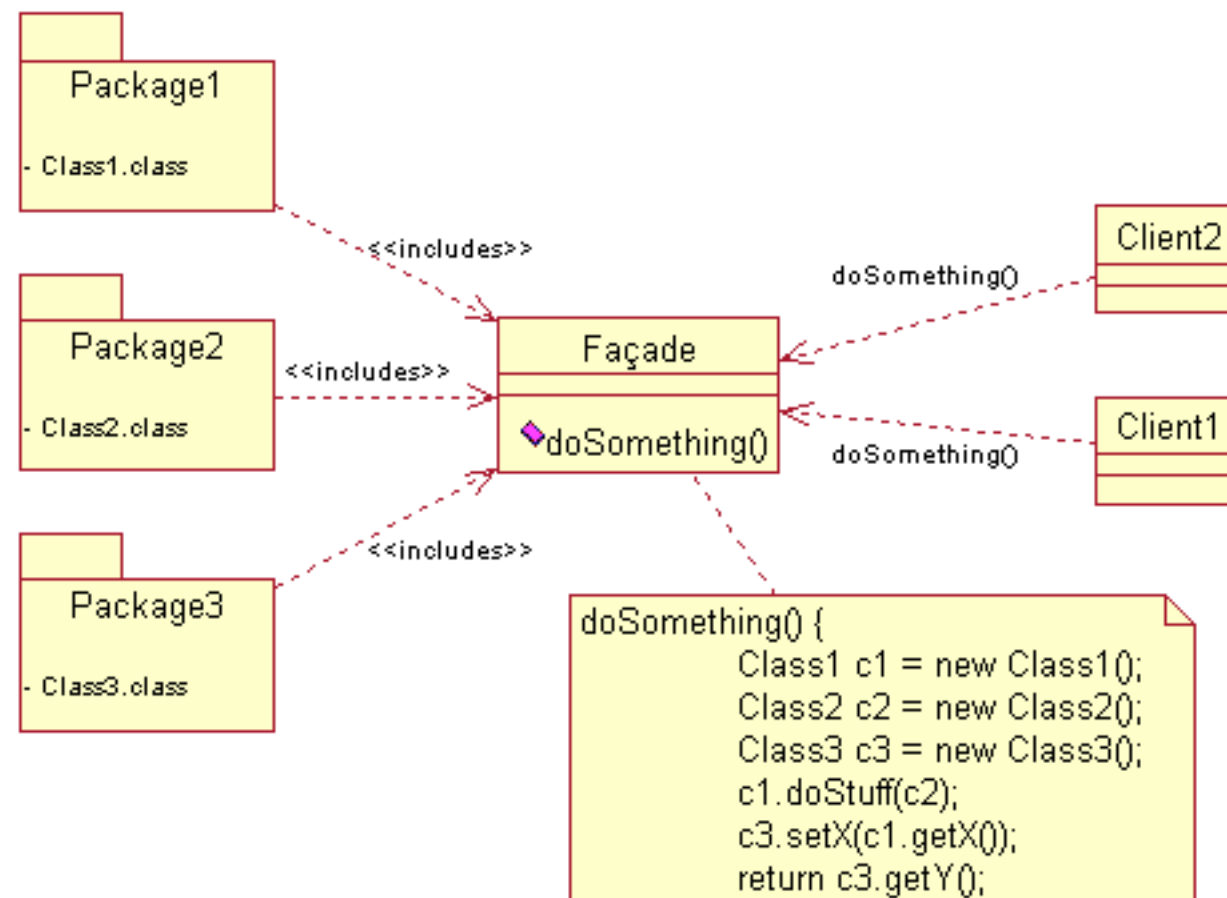 Package1
- Class1.class
<<includes>>
Client2
doSomething()
Package2
- Class2.class
<<includes>>
Façade
doSomething()
Client1
doSomething()
<<includes>>
Package3
- Class3.class
doSomething() {
Class1 c1 = new Class1();
Class2 c2 = new Class2();
Class3 c3 = new Class3();
c1.doStuff(c2);
c3.setX(c1.getX());
return c3.getY();